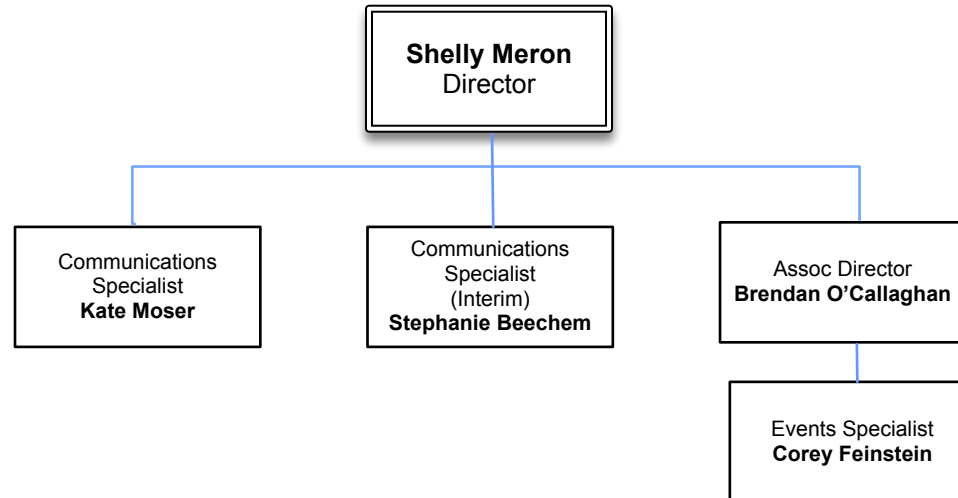 Shelly Meron
Director
Communications
Specialist
Kate Moser
Communications
Specialist
(Interim)
Stephanie Beechem
Assoc Director
Brendan O’Callaghan
Events Specialist
Corey Feinstein